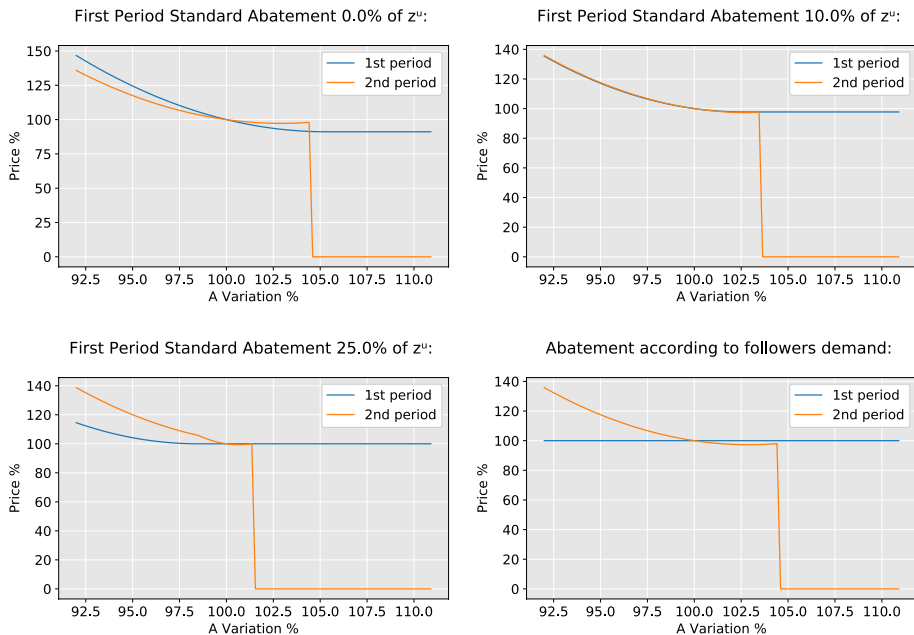 First Period Standard Abatement 0.0% of zᵘ:
150
125
100
75
50
25
0
Price %
1st period
2nd period
92.5 95.0 97.5 100.0 102.5 105.0 107.5 110.0
A Variation %
First Period Standard Abatement 10.0% of zᵘ:
140
120
100
80
60
40
20
0
Price %
1st period
2nd period
92.5 95.0 97.5 100.0 102.5 105.0 107.5 110.0
A Variation %
First Period Standard Abatement 25.0% of zᵘ:
140
120
100
80
60
40
20
0
Price %
1st period
2nd period
92.5 95.0 97.5 100.0 102.5 105.0 107.5 110.0
A Variation %
Abatement according to followers demand:
140
120
100
80
60
40
20
0
Price %
1st period
2nd period
92.5 95.0 97.5 100.0 102.5 105.0 107.5 110.0
A Variation %